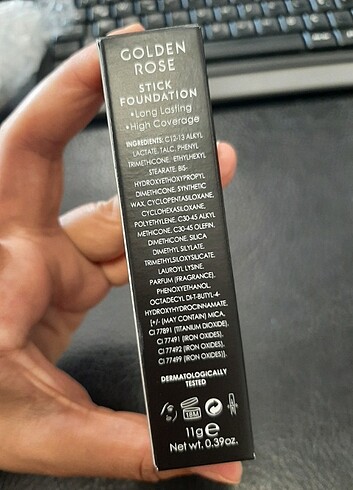 GOLDEN
ROSE
STICK
FOUNDATION
•Long Lasting
•High Coverage
INGREDIENTS: C12-13 ALKYL
LACTATE, TALC, PHENYL
TRIMETHICONE, ETHYLHEXYL
STEARATE, BIS-
HYDROXYETHOXYPROPYL
DIMETHICONE, SYNTHETIC
WAX, CYCLOPENTASILOXANE,
CYCLOHEXASILOXANE,
POLYETHYLENE, C30-45 ALKYL
METHICONE, C30-45 OLEFIN,
DIMETHICONE, SILICA
DIMETHYL SILYLATE,
TRIMETHYLSILOXYSILICATE,
LAUROYL LYSINE,
PARFUM (FRAGRANCE),
PHENOXYETHANOL,
OCTADECYL DI-T-BUTYL-4-
HYDROXYHYDROCINNAMATE,
[+/- (MAY CONTAIN) MICA,
CI 77891 (TITANIUM DIOXIDE),
CI 77491 (IRON OXIDES),
CI 77492 (IRON OXIDES),
CI 77499 (IRON OXIDES)].
DERMATOLOGICALLY
TESTED
18M
11g e
Net wt. 0.39oz.